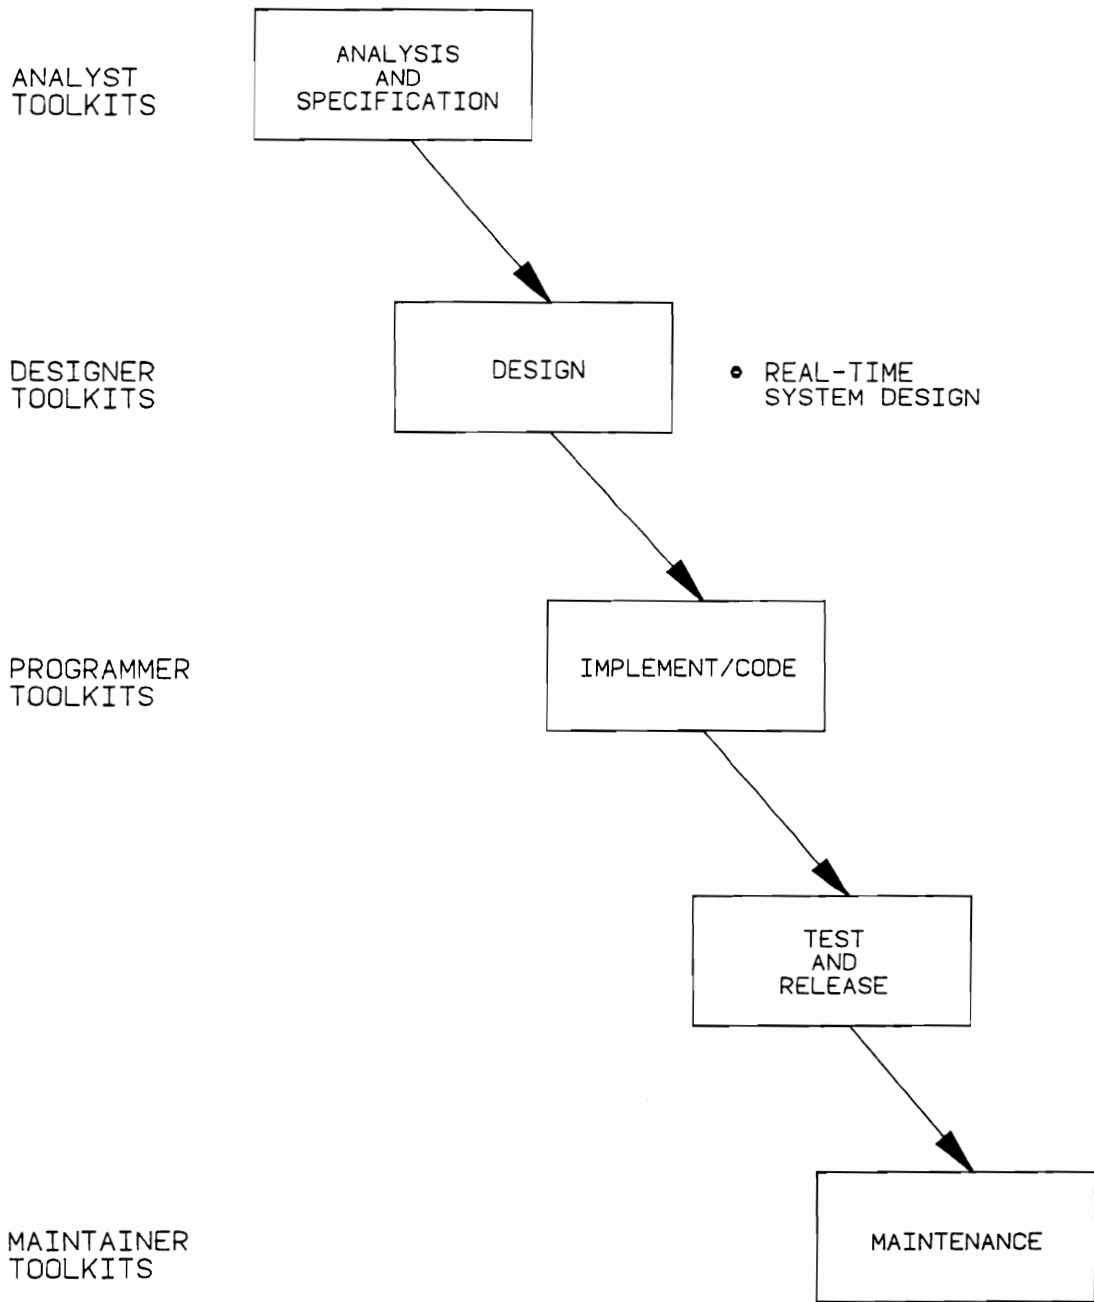 ANALYST
TOOLKITS
ANALYSIS
AND
SPECIFICATION
DESIGNER
TOOLKITS
DESIGN
• REAL-TIME
SYSTEM DESIGN
PROGRAMMER
TOOLKITS
IMPLEMENT/CODE
TEST
AND
RELEASE
MAINTAINER
TOOLKITS
MAINTENANCE